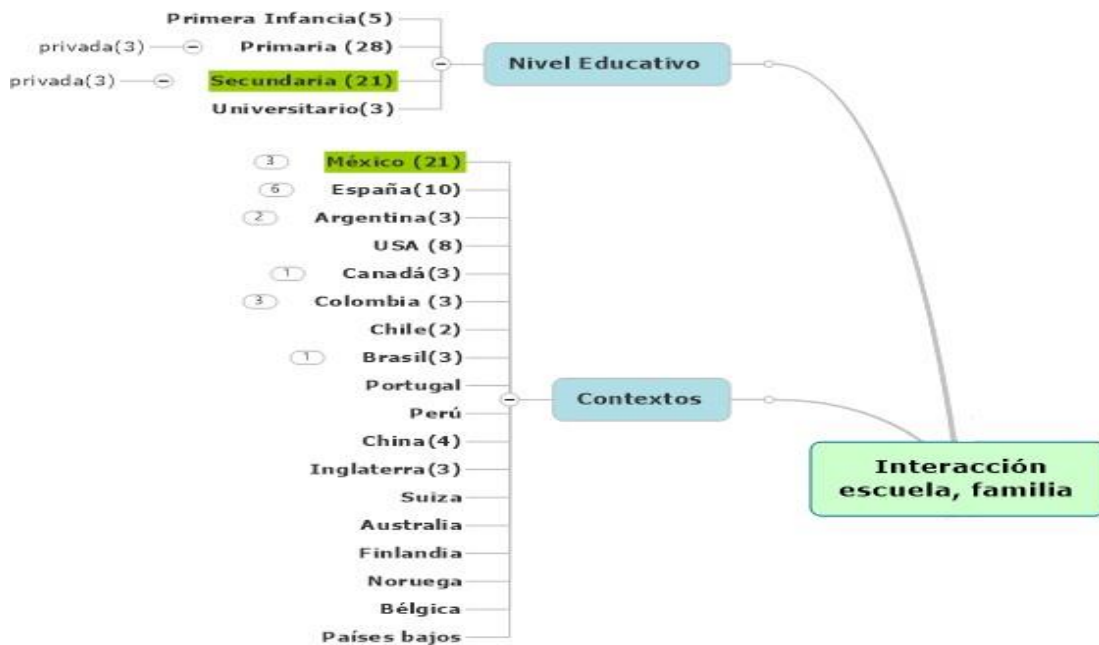 Primera Infancia(5)
privada(3) Primaria (28)
privada(3) Secundaria (21)
Universitario(3)
Nivel Educativo
3 México (21)
6 España(10)
2 Argentina(3)
USA (8)
1 Canadá(3)
3 Colombia (3)
Chile(2)
1 Brasil(3)
Portugal
Perú
China(4)
Inglaterra(3)
Suiza
Australia
Finlandia
Noruega
Bélgica
Países bajos
Contextos
Interacción
escuela, familia